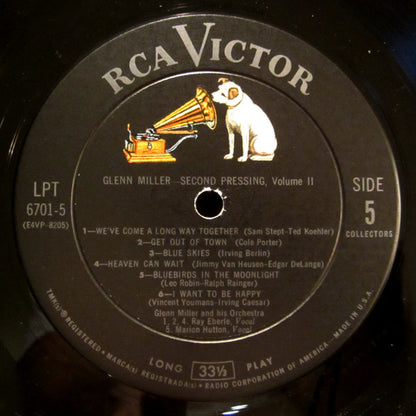 RCA VICTOR
GLENN MILLER—SECOND PRESSING, Volume II
LPT
6701-5
(E4VP-8205)
SIDE
5
COLLECTORS
1—WE'VE COME A LONG WAY TOGETHER (Sam Stept-Ted Koehler)
2—GET OUT OF TOWN (Cole Porter)
3—BLUE SKIES (Irving Berlin)
4—HEAVEN CAN WAIT (Jimmy Van Heusen-Edgar DeLange)
5—BLUEBIRDS IN THE MOONLIGHT
(Leo Robin-Ralph Rainger)
6—I WANT TO BE HAPPY
(Vincent Youmans-Irving Caesar)
Glenn Miller and his Orchestra
1, 2, 4, Ray Eberle, Vocal
5, Marion Hutton, Vocal
LONG 33⅓ PLAY
TMK(s) ® REGISTERED • MARCA(s) REGISTRADA(s) • RADIO CORPORATION OF AMERICA—MADE IN U.S.A.